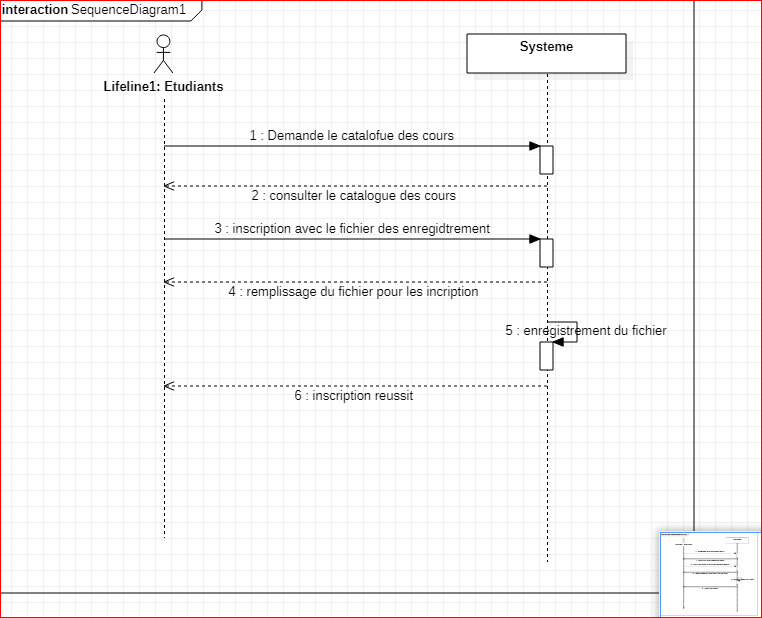 interaction SequenceDiagram1
Systeme
Lifeline1: Etudiants
1 : Demande le catalofue des cours
2 : consulter le catalogue des cours
3 : inscription avec le fichier des enregidtrement
4 : remplissage du fichier pour les incription
5 : enregistrement du fichier
6 : inscription reussit